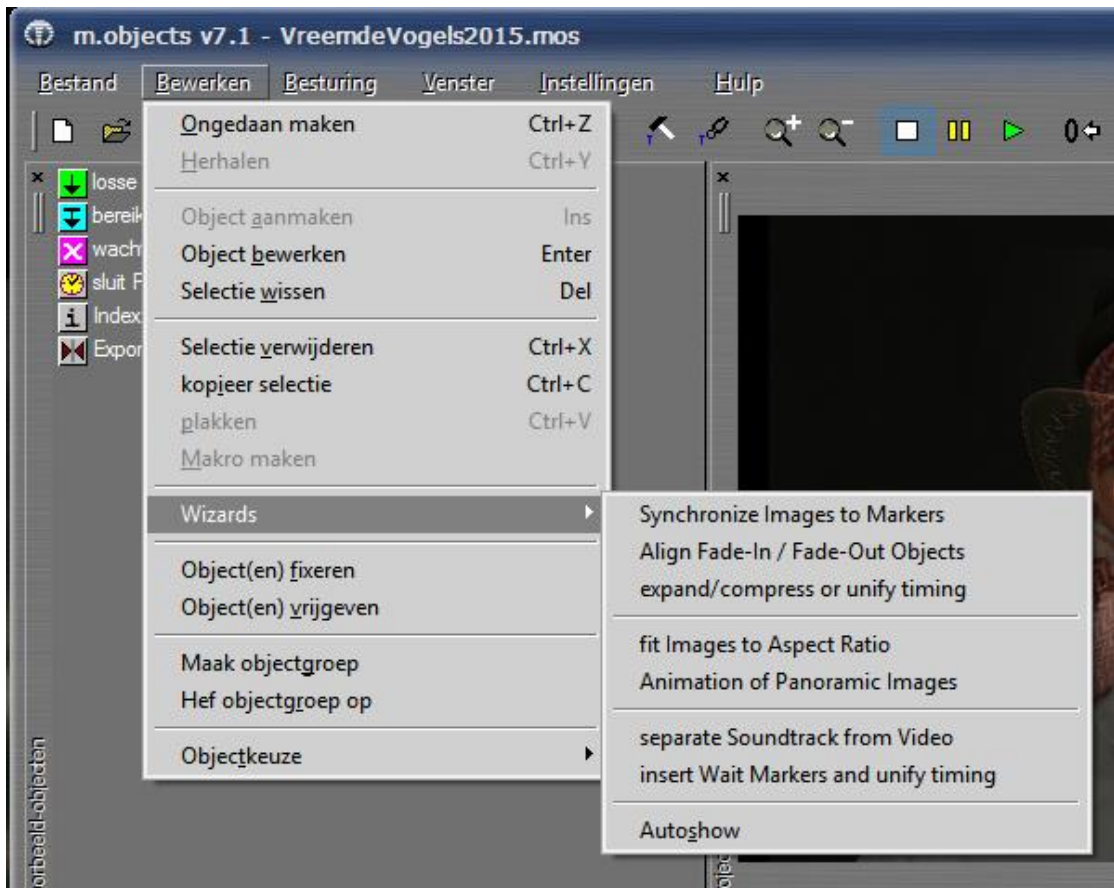 m.objects v7.1 - VreemdeVogels2015.mos
Bestand Bewerken Besturing Venster Instellingen Hulp
0
losse
bereik
wach
sluit F
Index
Expor
Ongedaan maken Ctrl+Z
Herhalen Ctrl+Y
Object aanmaken Ins
Object bewerken Enter
Selectie wissen Del
Selectie verwijderen Ctrl+X
kopjeer selectie Ctrl+C
plakken Ctrl+V
Makro maken
Wizards
Object(en) fixeren
Object(en) vrijgeven
Maak objectgroep
Hef objectgroep op
Objectkeuze
Synchronize Images to Markers
Align Fade-In / Fade-Out Objects
expand/compress or unify timing
fit Images to Aspect Ratio
Animation of Panoramic Images
separate Soundtrack from Video
insert Wait Markers and unify timing
Autoshow
orbeeld-objecten